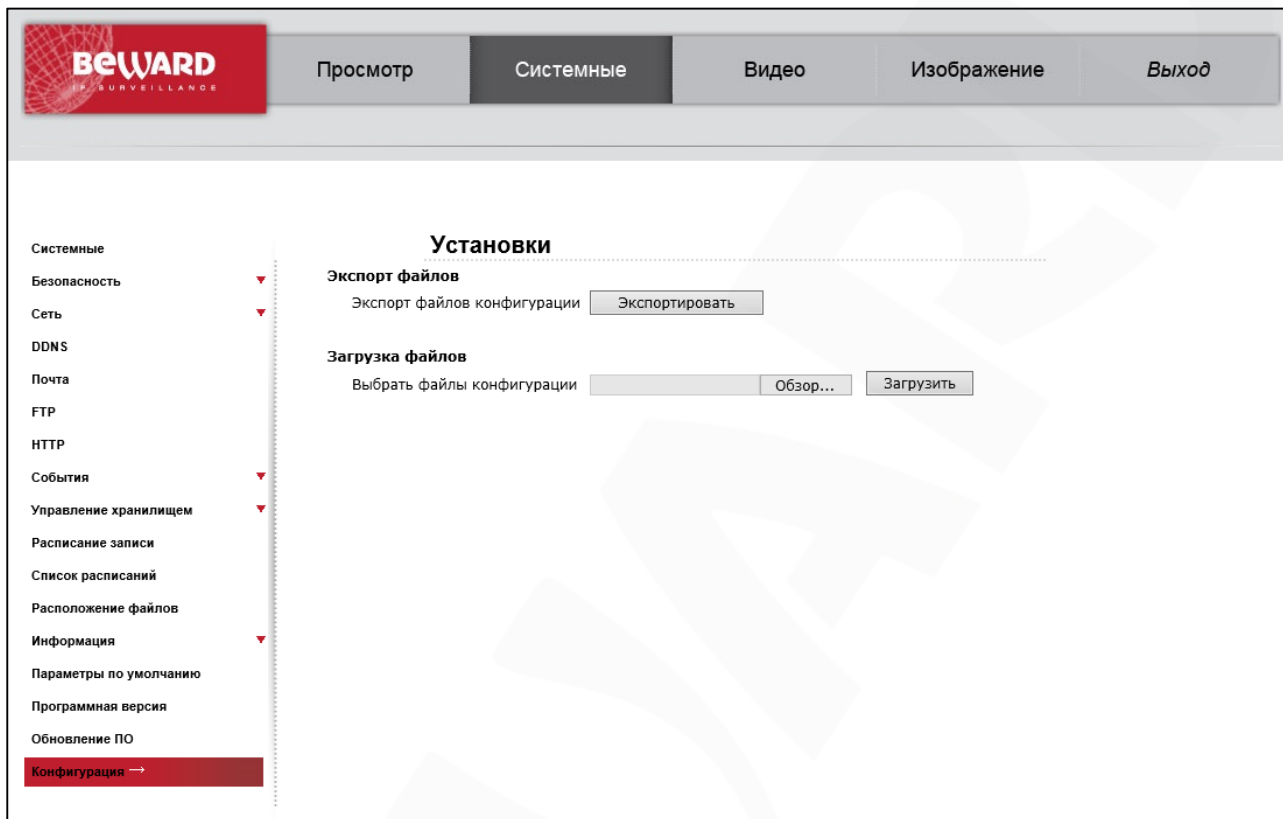 BEWARD
IP SURVEILLANCE
Просмотр Системные Видео Изображение Выход
Системные
Безопасность
Сеть
DDNS
Почта
FTP
HTTP
События
Управление хранилищем
Расписание записи
Список расписаний
Расположение файлов
Информация
Параметры по умолчанию
Программная версия
Обновление ПО
Конфигурация →
Установки
Экспорт файлов
Экспорт файлов конфигурации Экспортировать
Загрузка файлов
Выбрать файлы конфигурации Обзор... Загрузить